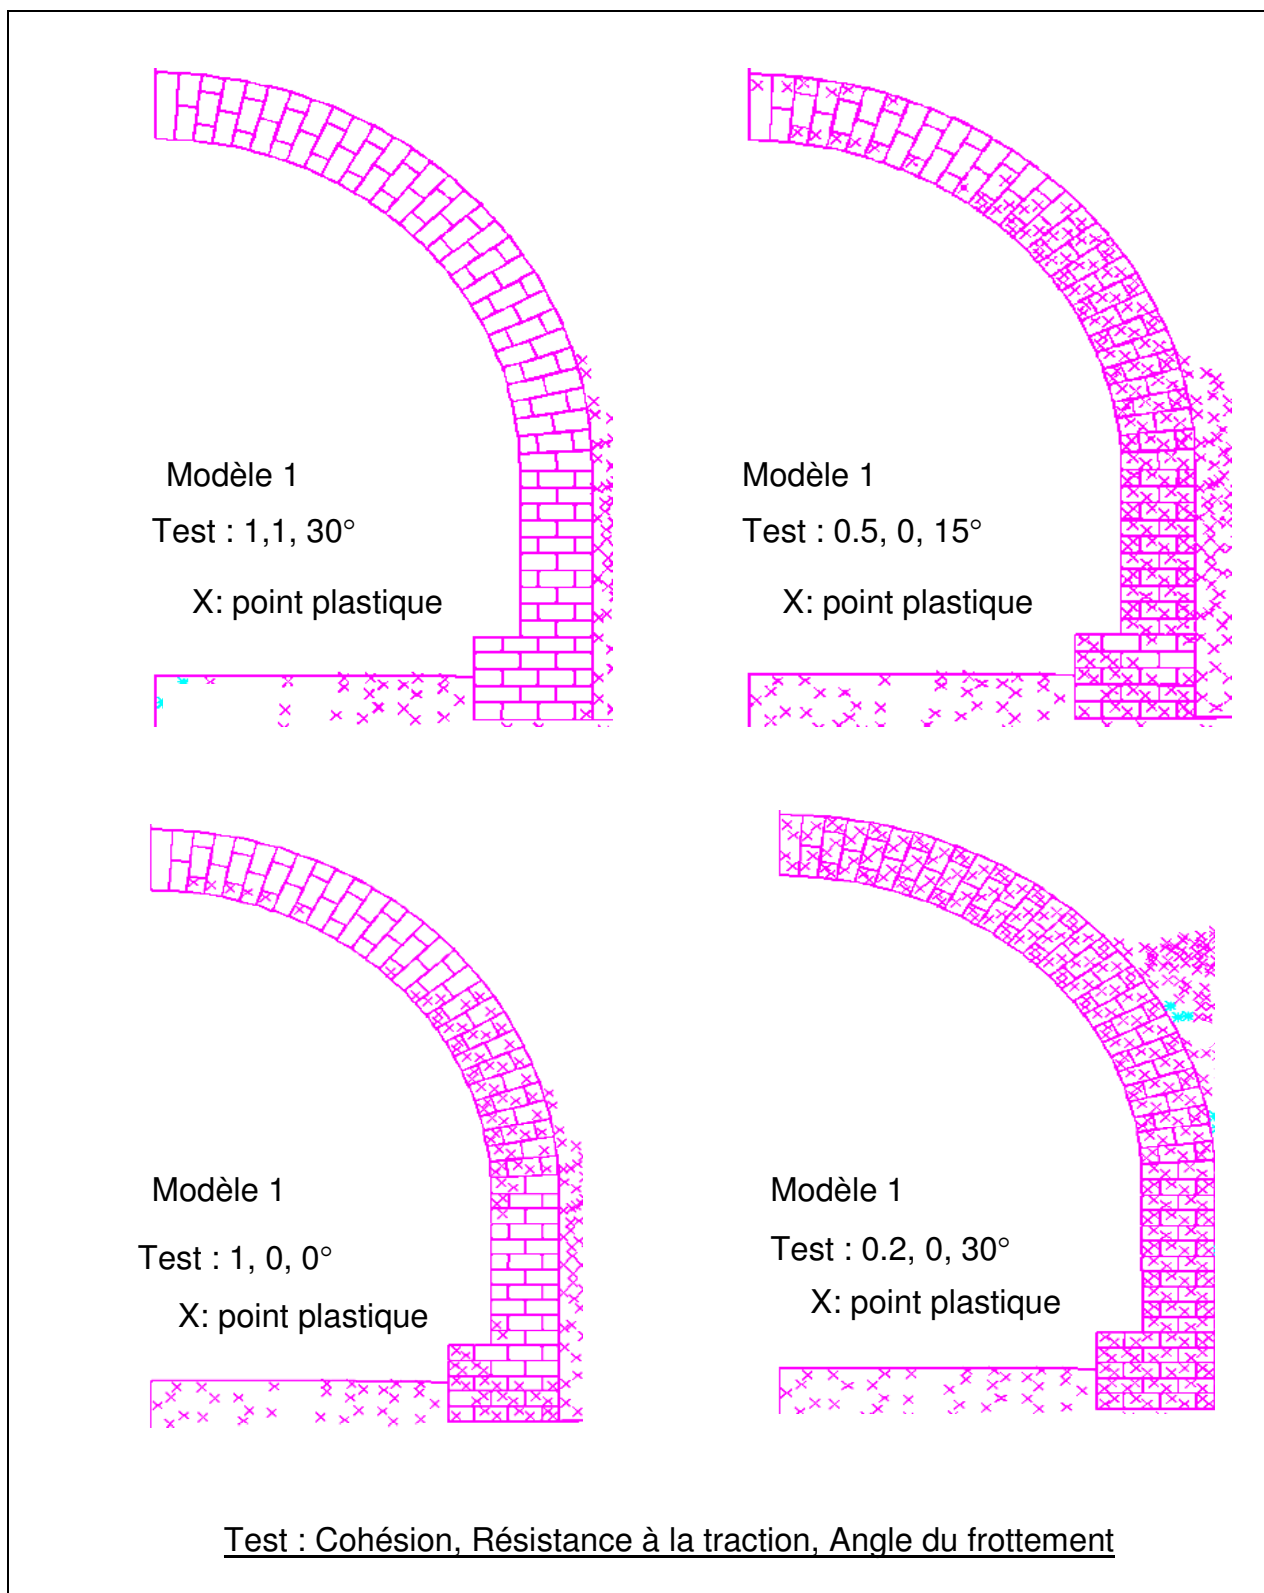 Modèle 1
Test : 1,1, 30°
X: point plastique
Modèle 1
Test : 0.5, 0, 15°
X: point plastique
Modèle 1
Test : 1, 0, 0°
X: point plastique
Modèle 1
Test : 0.2, 0, 30°
X: point plastique
Test : Cohésion, Résistance à la traction, Angle du frottement